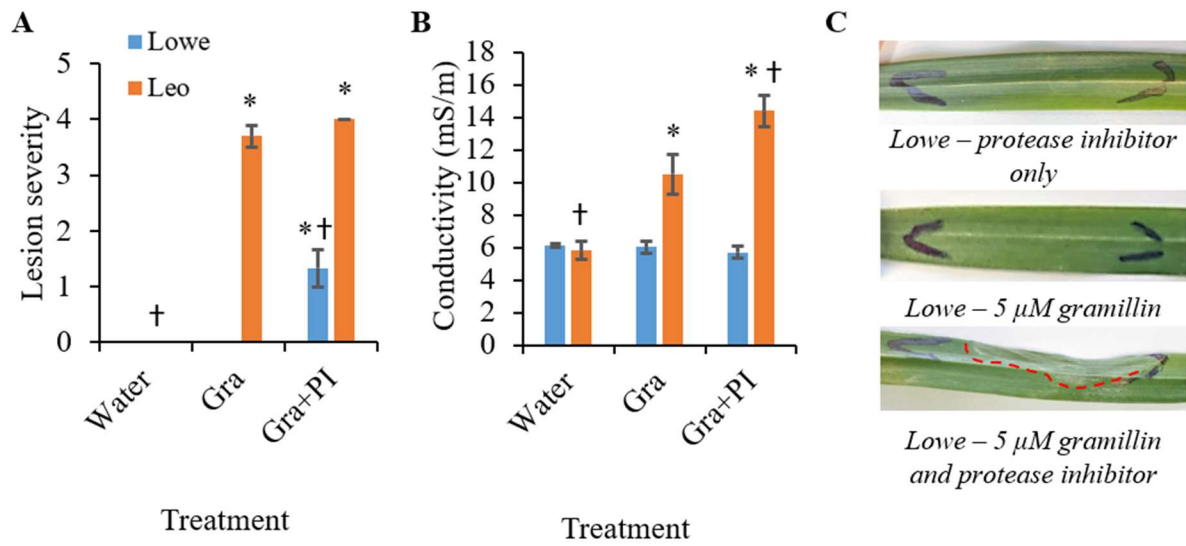 A
Lowe
Leo
Lesion severity
5
4
3
2
1
0
†
*
*†
*
Water
Gra
Gra+PI
Treatment
B
Conductivity (mS/m)
18
16
14
12
10
8
6
4
2
0
†
*
*†
Water
Gra
Gra+PI
Treatment
C
Lowe – protease inhibitor
only
Lowe – 5 µM gramillin
Lowe – 5 µM gramillin
and protease inhibitor